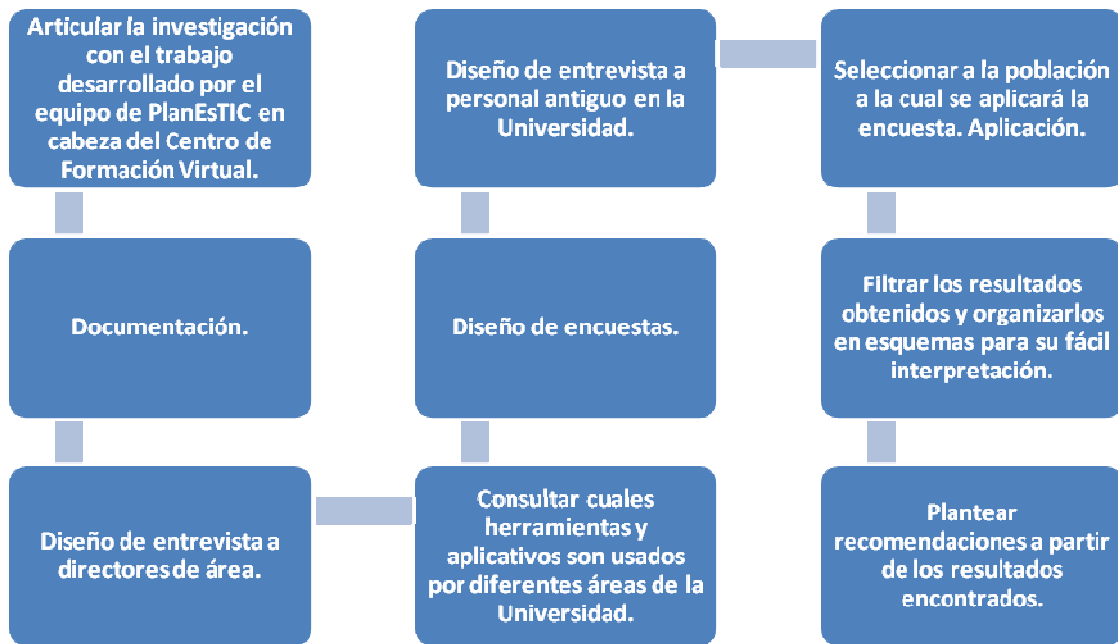 Articular la investigación
con el trabajo
desarrollado por el
equipo de PlanEsTIC en
cabeza del Centro de
Formación Virtual.
Documentación.
Diseño de entrevista a
directores de área.
Consultar cuales
herramientas y
aplicativos son usados
por diferentes áreas de la
Universidad.
Diseño de encuestas.
Diseño de entrevista a
personal antiguo en la
Universidad.
Seleccionar a la población
a la cual se aplicará la
encuesta. Aplicación.
Filtrar los resultados
obtenidos y organizarlos
en esquemas para su fácil
interpretación.
Plantear
recomendaciones a partir
de los resultados
encontrados.